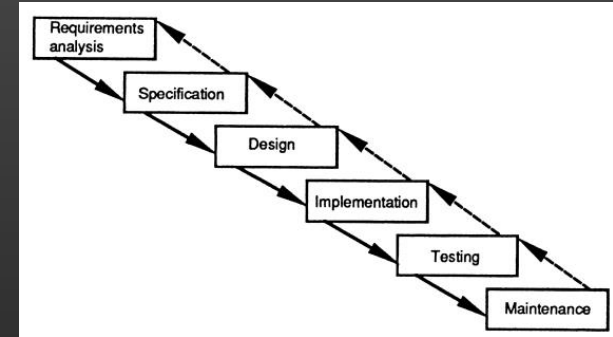 Requirements
analysis
Specification
Design
Implementation
Testing
Maintenance